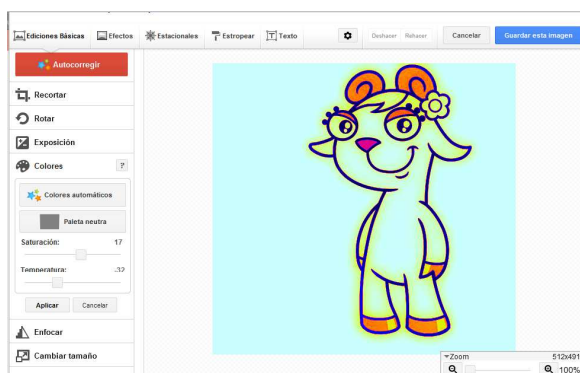 Ediciones Básicas Efectos Estacionales Estropear Texto Deshacer Rehacer Cancelar Guardar esta imagen
Autocorregir
Recortar
Rotar
Exposición
Colores ?
Colores automáticos
Paleta neutra
Saturación: 17
Temperatura: -32
Aplicar Cancelar
Enfocar
Cambiar tamaño
Zoom 512x491
100%